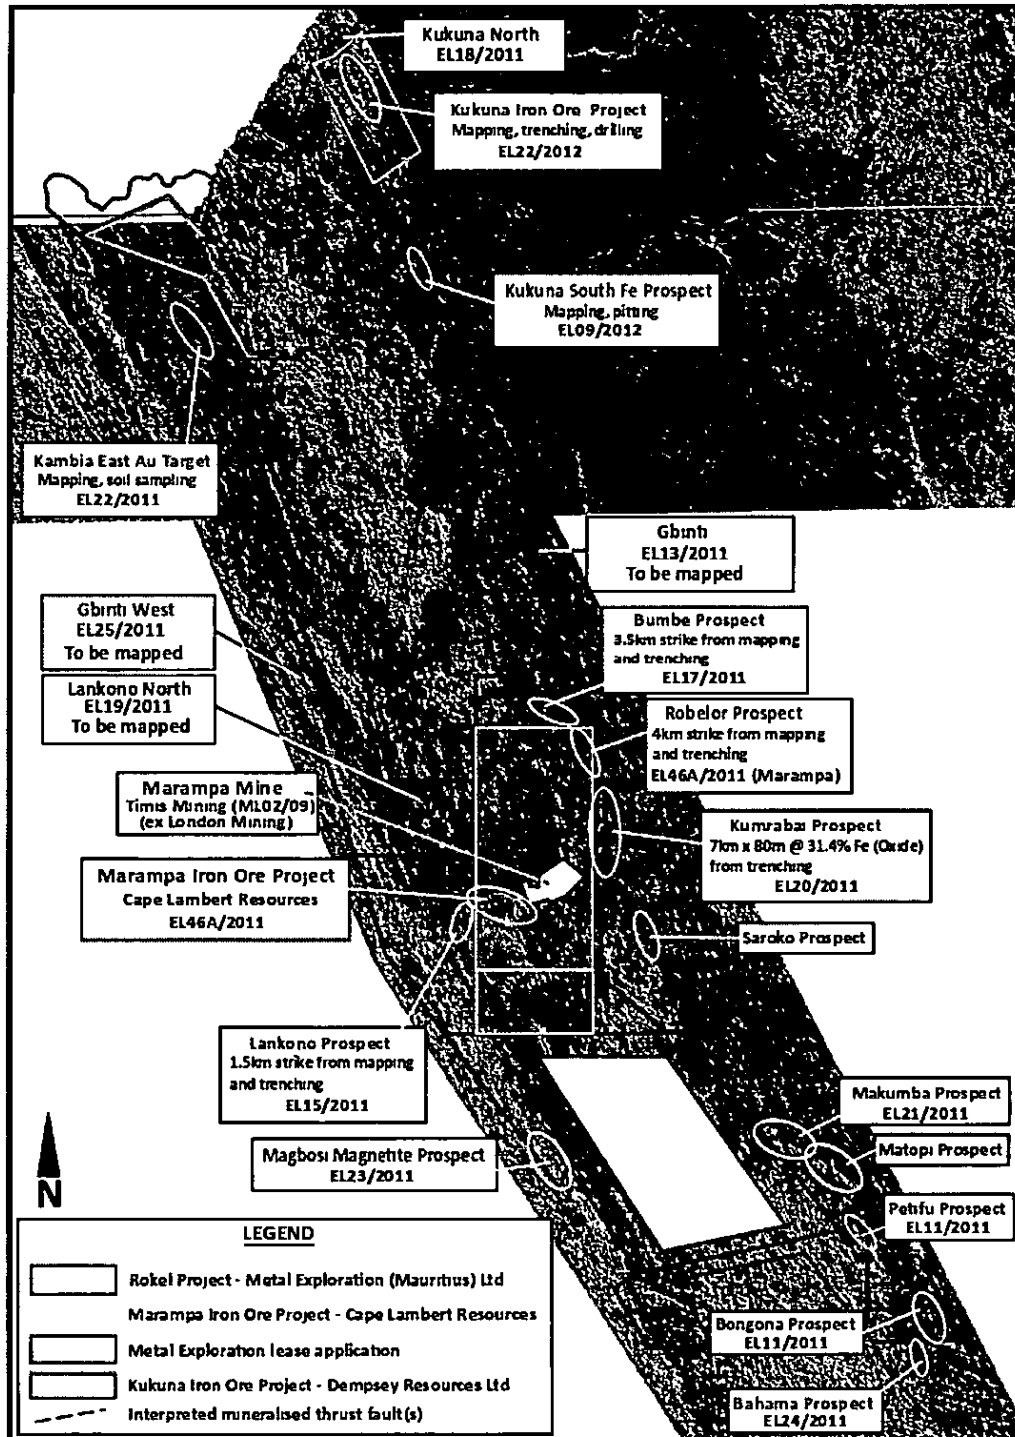 Kukuna North
EL18/2011
Kukuna Iron Ore Project
Mapping, trenching, drilling
EL22/2012
Kukuna South Fe Prospect
Mapping, pitting
EL09/2012
Kambia East Au Target
Mapping, soil sampling
EL22/2011
Gbinti
EL13/2011
To be mapped
Gbinti West
EL25/2011
To be mapped
Bumbe Prospect
3.5km strike from mapping
and trenching
EL17/2011
Lankono North
EL19/2011
To be mapped
Robelor Prospect
4km strike from mapping
and trenching
EL46A/2011 (Marampa)
Marampa Mine
Timis Mining (ML02/09)
(ex London Mining)
Kumrabai Prospect
7km x 80m @ 31.4% Fe (Oxide)
from trenching
EL20/2011
Marampa Iron Ore Project
Cape Lambert Resources
EL46A/2011
Saroko Prospect
Lankono Prospect
1.5km strike from mapping
and trenching
EL15/2011
Makumba Prospect
EL21/2011
Magbosi Magnetite Prospect
EL23/2011
Matopi Prospect
Petifu Prospect
EL11/2011
Bongona Prospect
EL11/2011
Bahama Prospect
EL24/2011
N
LEGEND
Rokel Project - Metal Exploration (Mauritius) Ltd
Marampa Iron Ore Project - Cape Lambert Resources
Metal Exploration lease application
Kukuna Iron Ore Project - Dempsey Resources Ltd
Interpreted mineralised thrust fault(s)